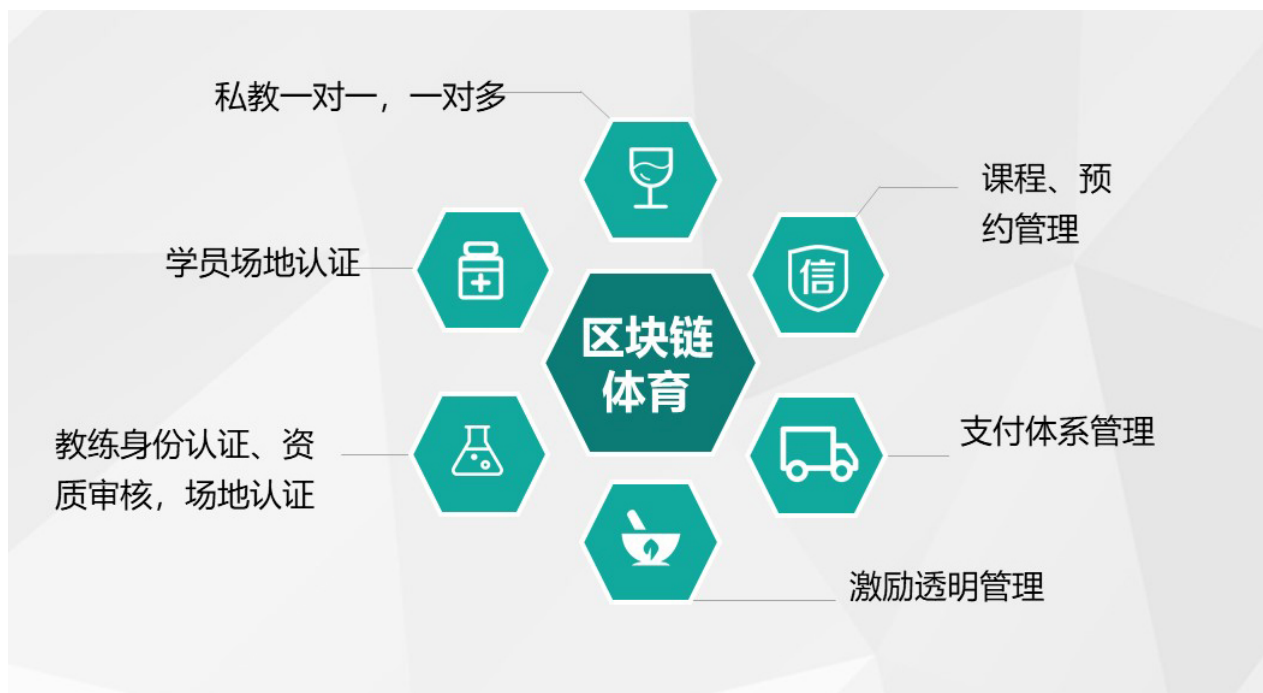 私教一对一，一对多
课程、预
约管理
学员场地认证
信
区块链
体育
教练身份认证、资
质审核，场地认证
支付体系管理
激励透明管理